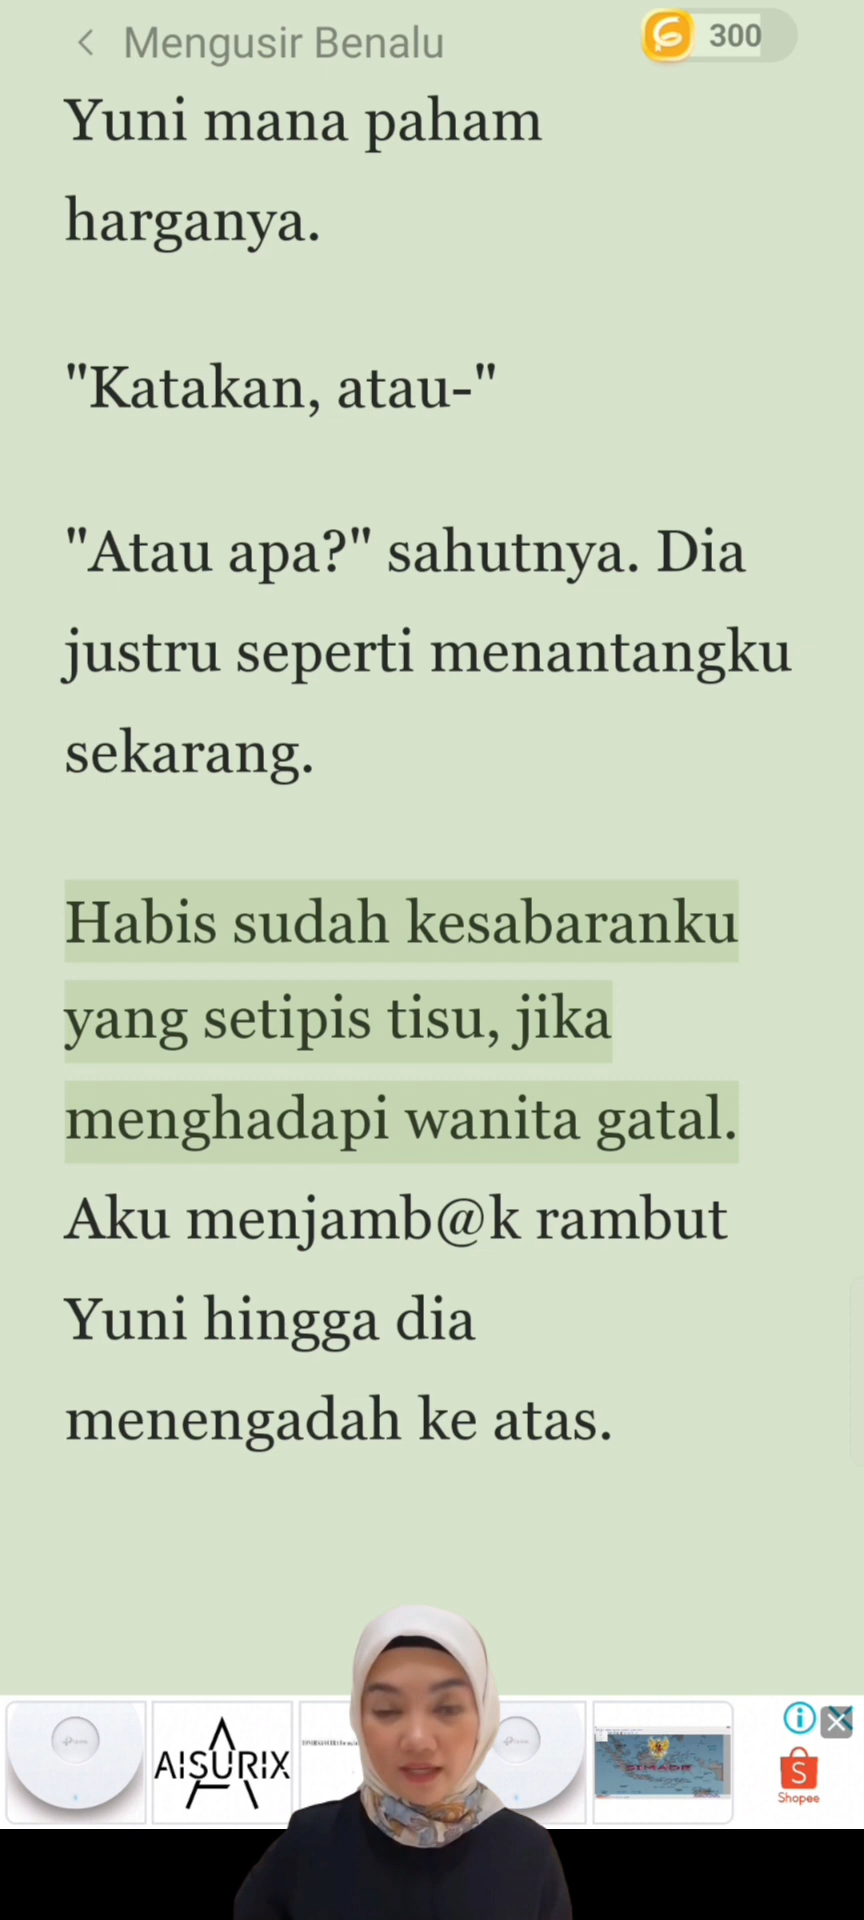 Mengusir Benalu
300
Yuni mana paham
harganya.
"Katakan, atau-"
"Atau apa?" sahutnya. Dia
justru seperti menantangku
sekarang.
Habis sudah kesabaranku
yang setipis tisu, jika
menghadapi wanita gatal.
Aku menjamb@k rambut
Yuni hingga dia
menengadah ke atas.
AISURIX
SIMADE
Shopee